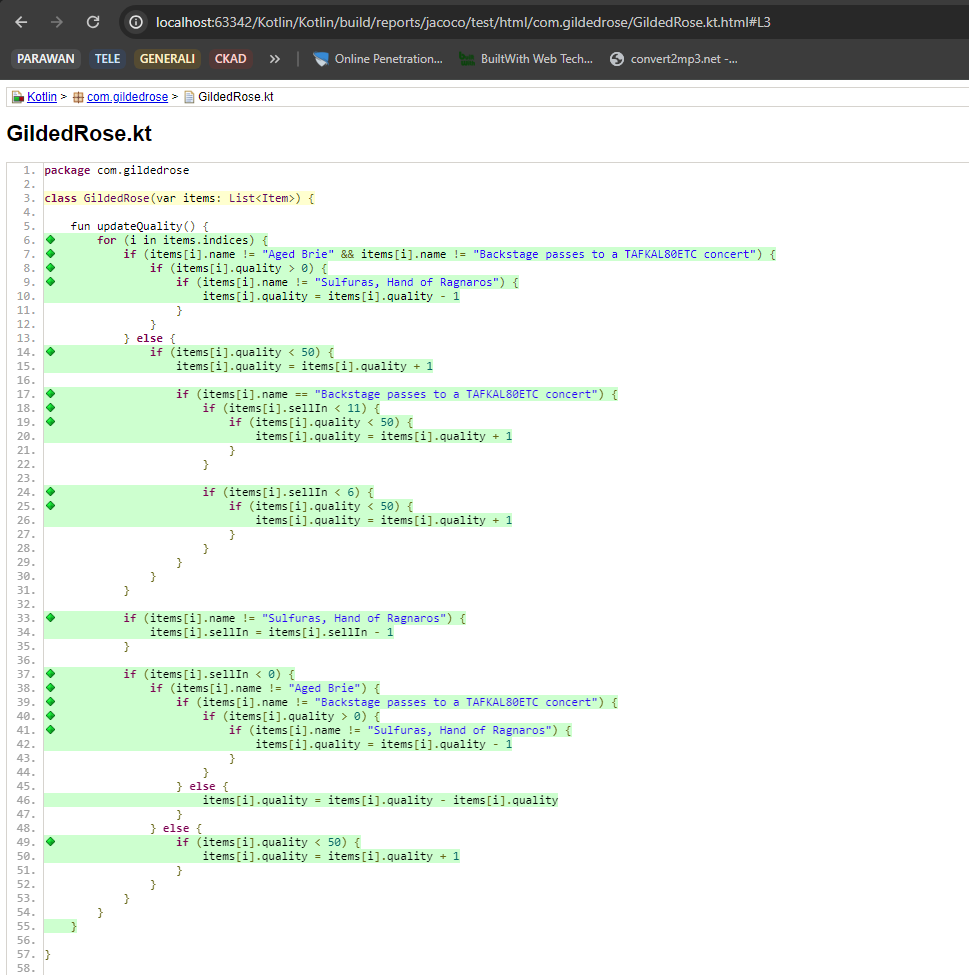 localhost:63342/Kotlin/Kotlin/build/reports/jacoco/test/html/com.gildedrose/GildedRose.kt.html#L3
PARAWAN TELE GENERALI CKAD » Online Penetration... BuiltWith Web Tech... convert2mp3.net -...
Kotlin > com.gildedrose > GildedRose.kt
GildedRose.kt
1. package com.gildedrose
2.
3. class GildedRose(var items: List<Item>) {
4.
5.     fun updateQuality() {
6.         for (i in items.indices) {
7.             if (items[i].name != "Aged Brie" && items[i].name != "Backstage passes to a TAFKAL80ETC concert") {
8.                 if (items[i].quality > 0) {
9.                     if (items[i].name != "Sulfuras, Hand of Ragnaros") {
10.                         items[i].quality = items[i].quality - 1
11.                     }
12.                 }
13.             } else {
14.                 if (items[i].quality < 50) {
15.                     items[i].quality = items[i].quality + 1
16.
17.                     if (items[i].name == "Backstage passes to a TAFKAL80ETC concert") {
18.                         if (items[i].sellIn < 11) {
19.                             if (items[i].quality < 50) {
20.                                 items[i].quality = items[i].quality + 1
21.                             }
22.                         }
23.
24.                         if (items[i].sellIn < 6) {
25.                             if (items[i].quality < 50) {
26.                                 items[i].quality = items[i].quality + 1
27.                             }
28.                         }
29.                     }
30.                 }
31.             }
32.
33.             if (items[i].name != "Sulfuras, Hand of Ragnaros") {
34.                 items[i].sellIn = items[i].sellIn - 1
35.             }
36.
37.             if (items[i].sellIn < 0) {
38.                 if (items[i].name != "Aged Brie") {
39.                     if (items[i].name != "Backstage passes to a TAFKAL80ETC concert") {
40.                         if (items[i].quality > 0) {
41.                             if (items[i].name != "Sulfuras, Hand of Ragnaros") {
42.                                 items[i].quality = items[i].quality - 1
43.                             }
44.                         }
45.                     } else {
46.                         items[i].quality = items[i].quality - items[i].quality
47.                     }
48.                 } else {
49.                     if (items[i].quality < 50) {
50.                         items[i].quality = items[i].quality + 1
51.                     }
52.                 }
53.             }
54.         }
55.     }
56.
57. }
58.